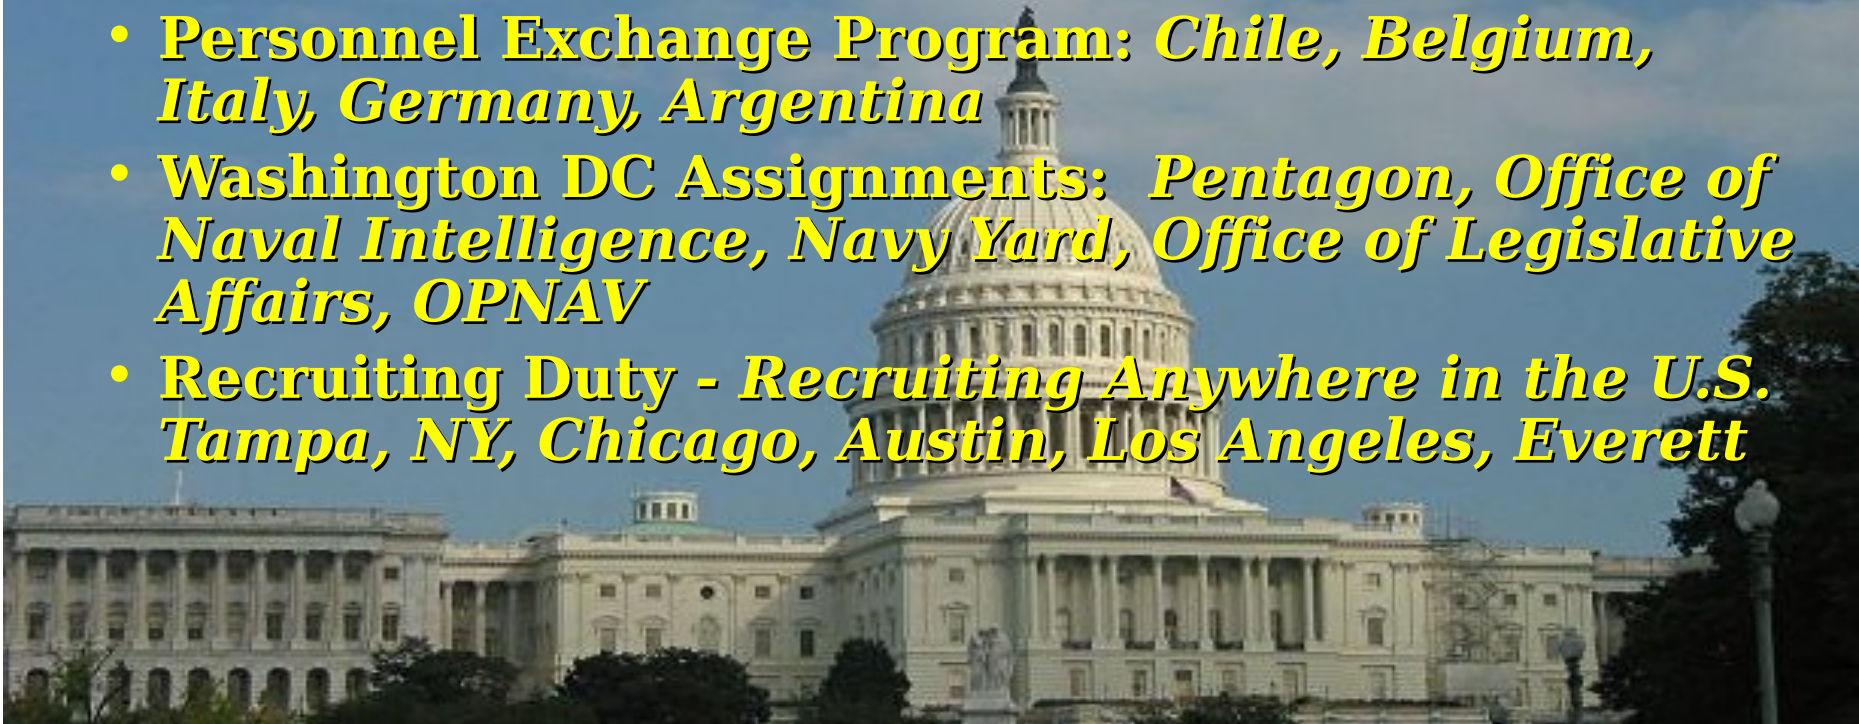 • Personnel Exchange Program: Chile, Belgium,
Italy, Germany, Argentina
• Washington DC Assignments:  Pentagon, Office of
Naval Intelligence, Navy Yard, Office of Legislative
Affairs, OPNAV
• Recruiting Duty - Recruiting Anywhere in the U.S.
Tampa, NY, Chicago, Austin, Los Angeles, Everett